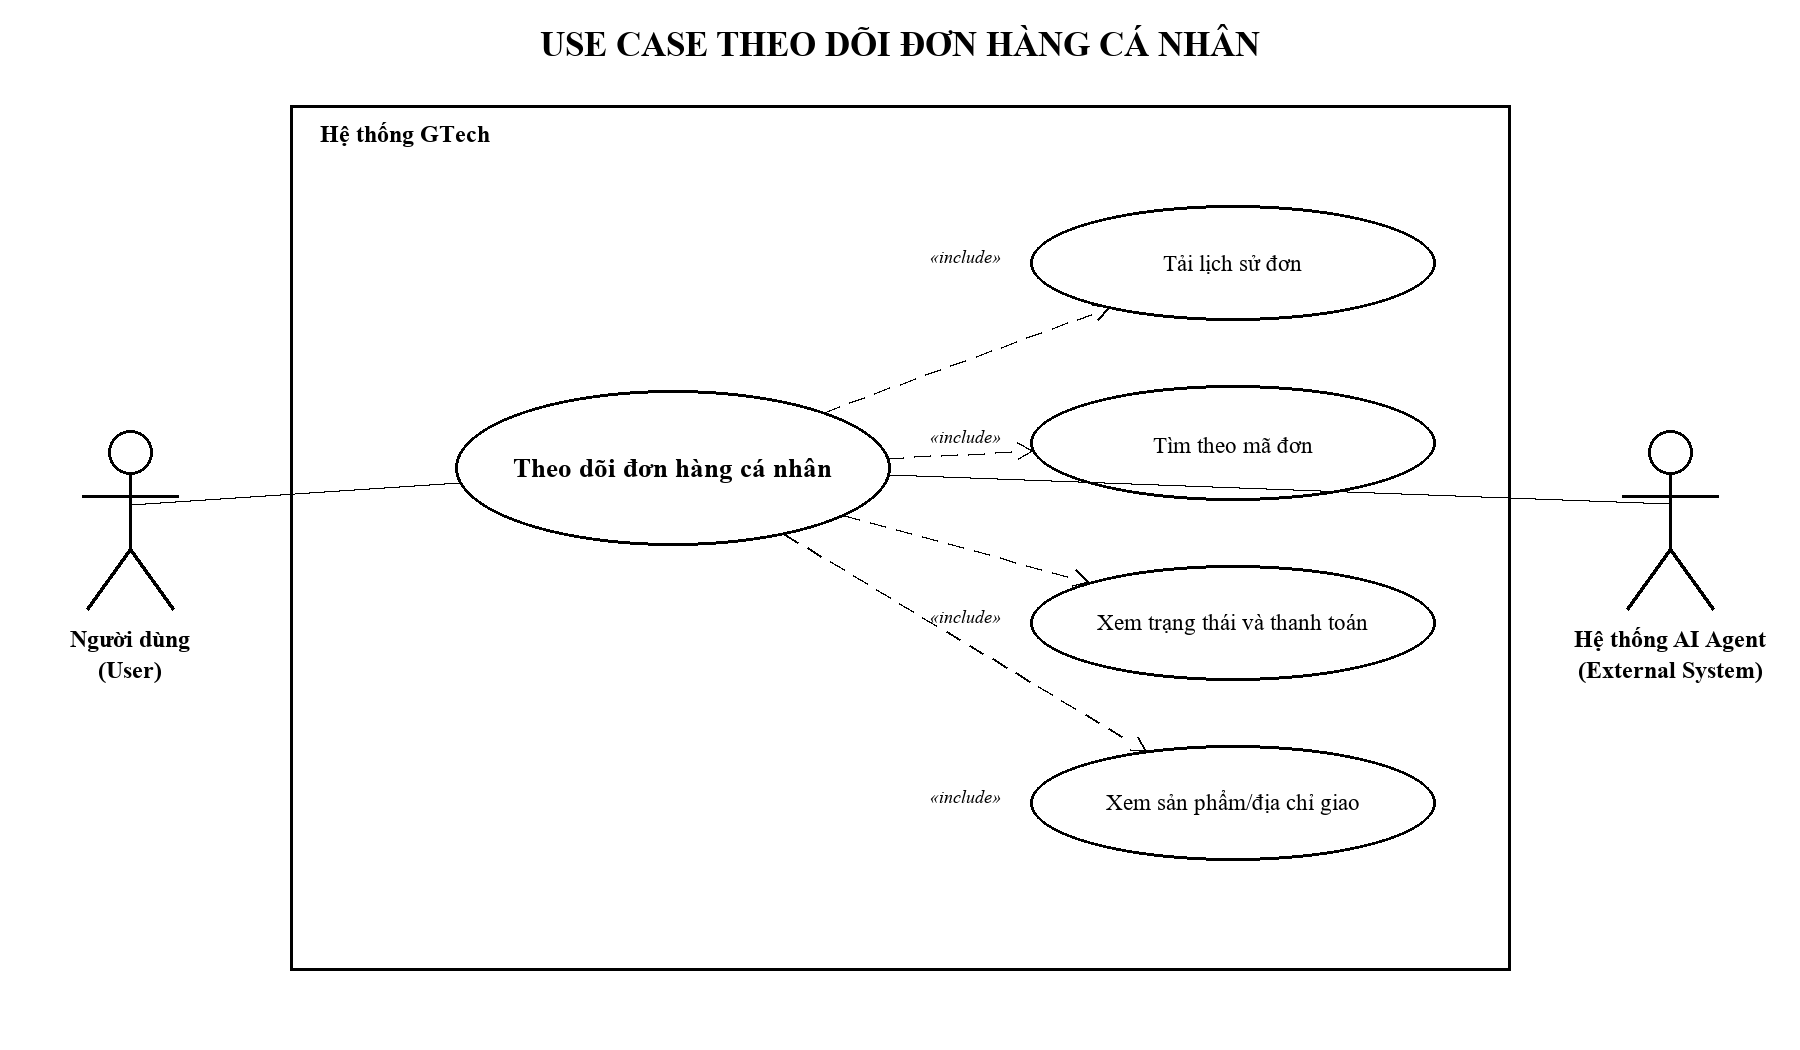 USE CASE THEO DÕI ĐƠN HÀNG CÁ NHÂN
Hệ thống GTech
«include»
Tải lịch sử đơn
«include»
Tìm theo mã đơn
Theo dõi đơn hàng cá nhân
«include»
Xem trạng thái và thanh toán
Người dùng
(User)
Hệ thống AI Agent
(External System)
«include»
Xem sản phẩm/địa chỉ giao